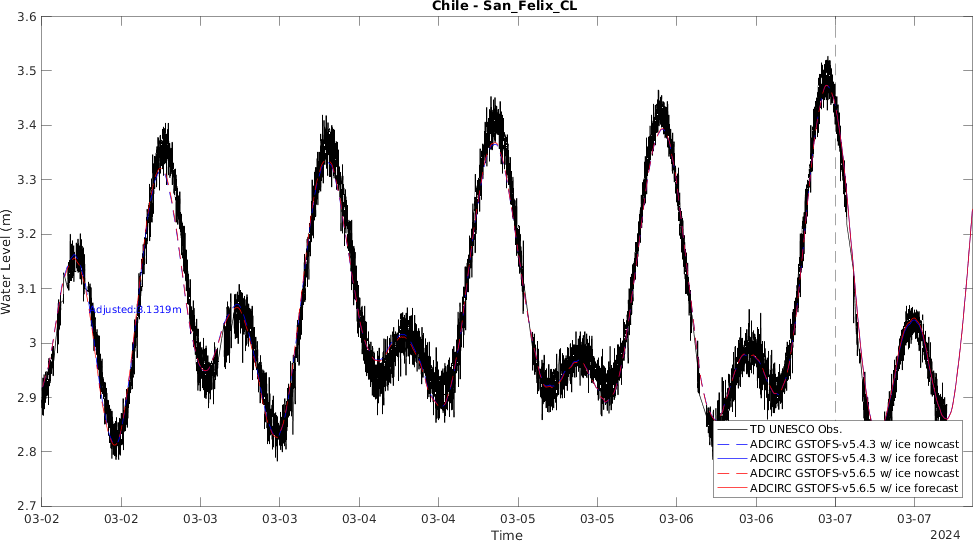 Chile - San_Felix_CL
3.6
3.5
3.4
3.3
3.2
3.1
3
2.9
2.8
2.7
Water Level (m)
Adjusted:3.1319m
TD UNESCO Obs.
ADCIRC GSTOFS-v5.4.3 w/ ice nowcast
ADCIRC GSTOFS-v5.4.3 w/ ice forecast
ADCIRC GSTOFS-v5.6.5 w/ ice nowcast
ADCIRC GSTOFS-v5.6.5 w/ ice forecast
03-02 03-02 03-03 03-03 03-04 03-04 03-05 03-05 03-06 03-06 03-07 03-07
Time
2024